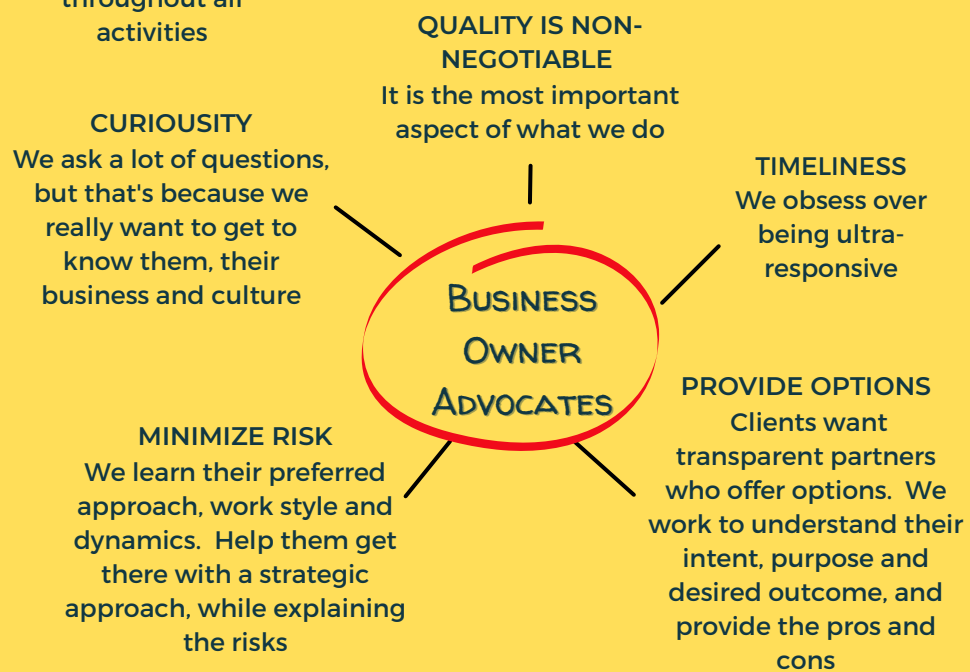 throughout all
activities
QUALITY IS NON-
NEGOTIABLE
It is the most important
aspect of what we do
CURIOUSITY
We ask a lot of questions,
but that's because we
really want to get to
know them, their
business and culture
TIMELINESS
We obsess over
being ultra-
responsive
BUSINESS
OWNER
ADVOCATES
MINIMIZE RISK
We learn their preferred
approach, work style and
dynamics.  Help them get
there with a strategic
approach, while explaining
the risks
PROVIDE OPTIONS
Clients want
transparent partners
who offer options.  We
work to understand their
intent, purpose and
desired outcome, and
provide the pros and
cons